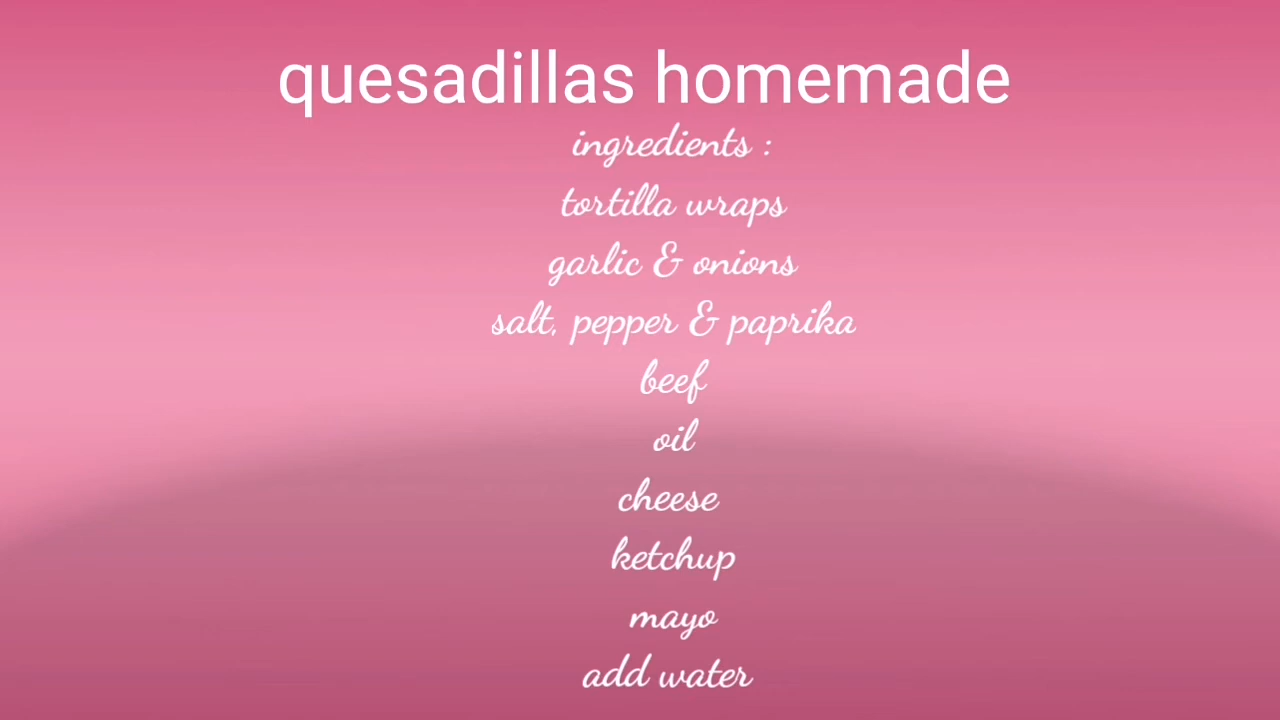 quesadillas homemade
ingredients :
tortilla wraps
garlic & onions
salt, pepper & paprika
beef
oil
cheese
ketchup
mayo
add water